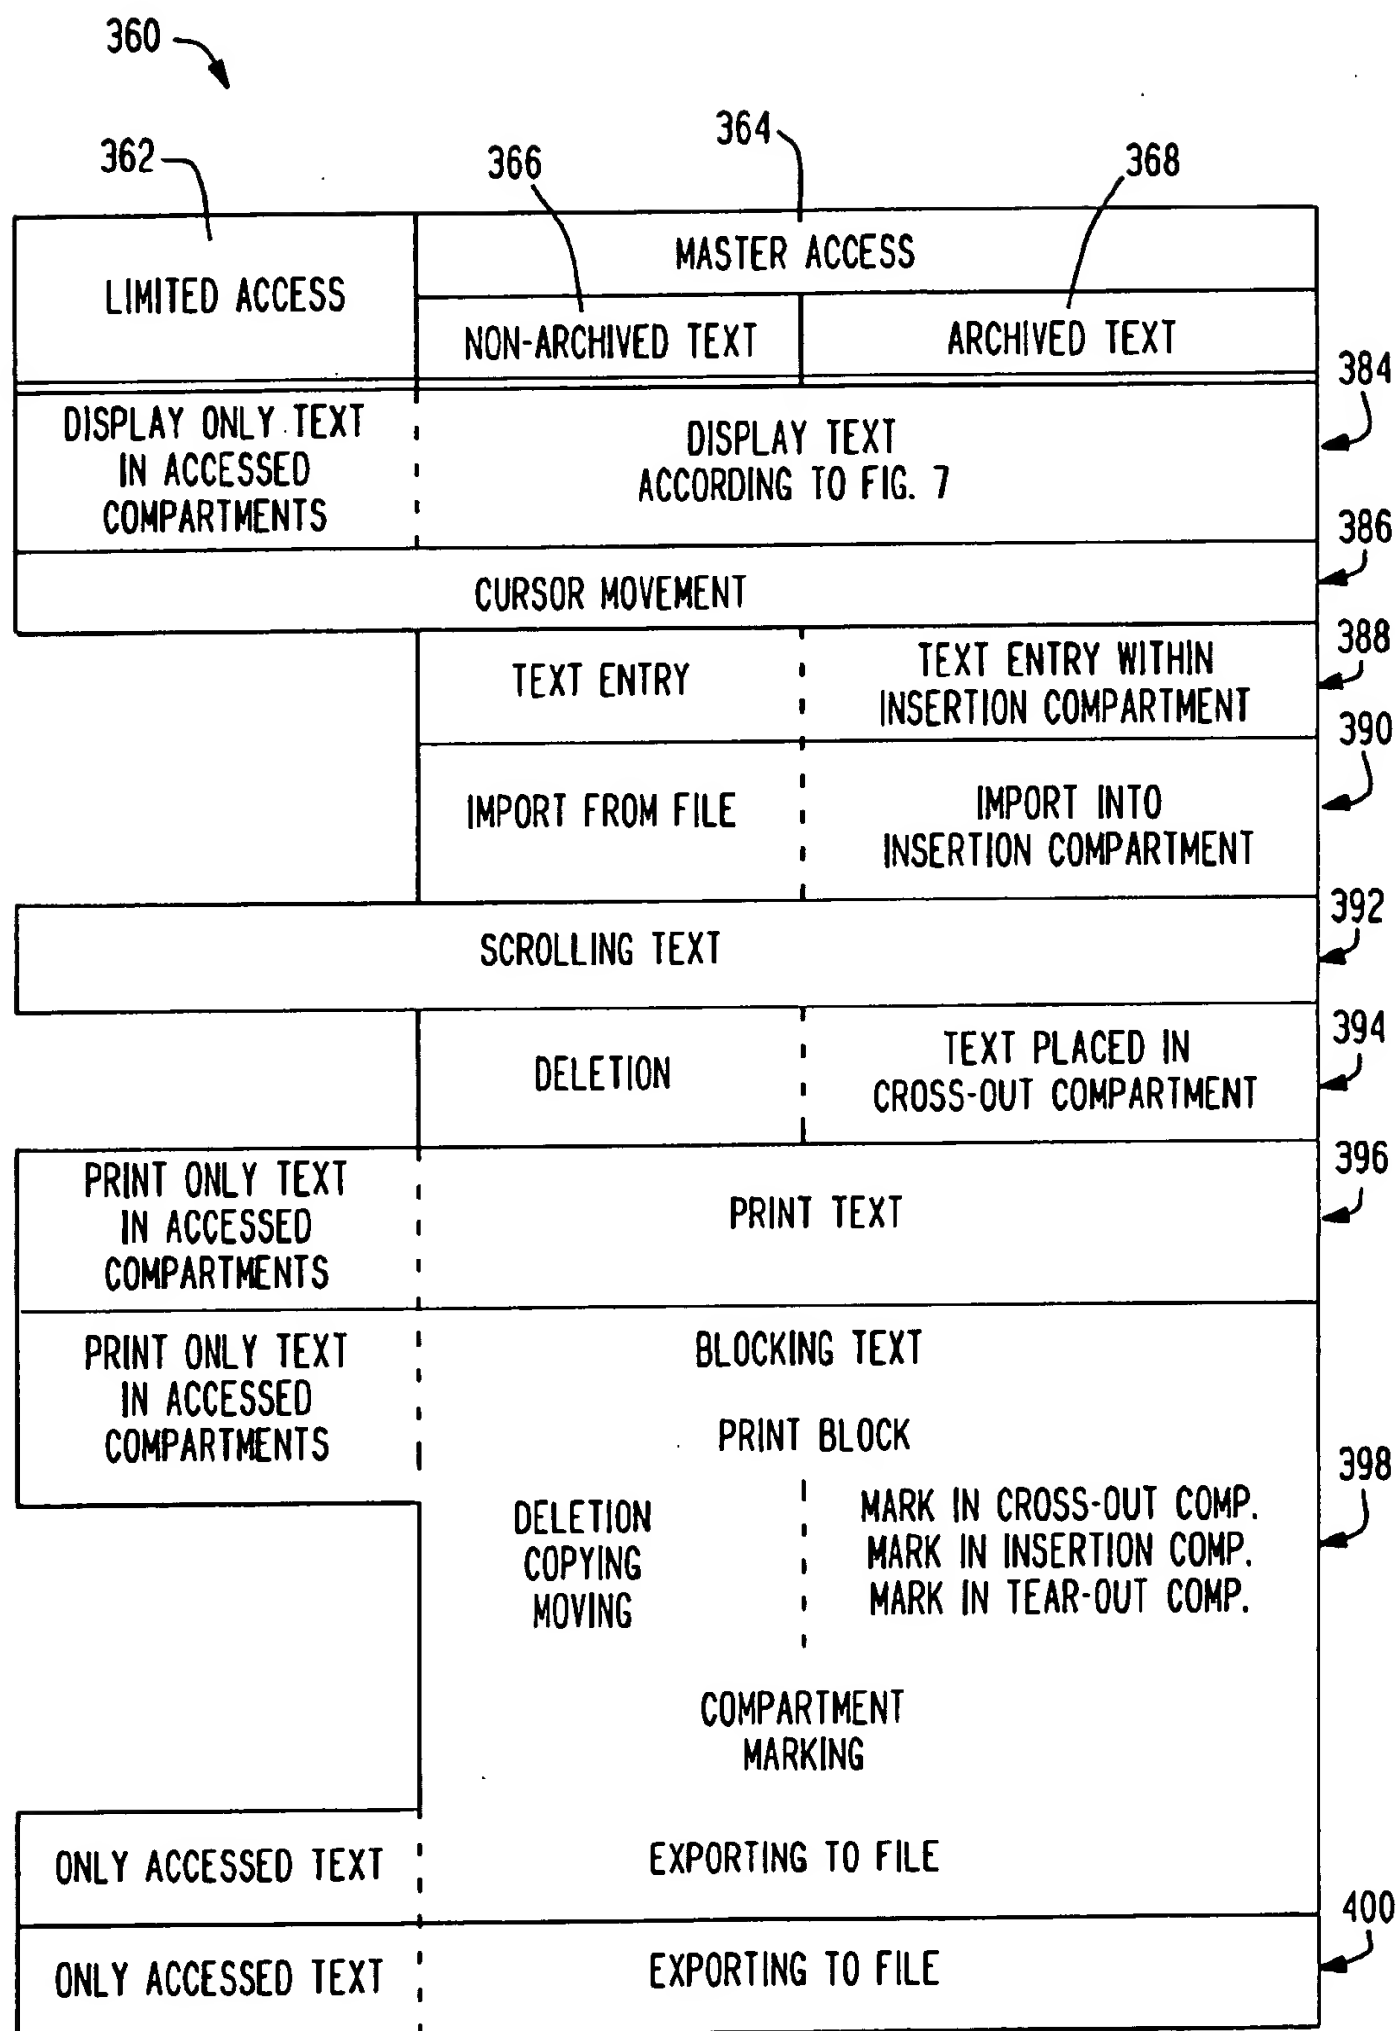 360
364
362
366
368
MASTER ACCESS
LIMITED ACCESS
NON-ARCHIVED TEXT
ARCHIVED TEXT
384
DISPLAY ONLY TEXT
IN ACCESSED
COMPARTMENTS
DISPLAY TEXT
ACCORDING TO FIG. 7
386
CURSOR MOVEMENT
388
TEXT ENTRY
TEXT ENTRY WITHIN
INSERTION COMPARTMENT
390
IMPORT FROM FILE
IMPORT INTO
INSERTION COMPARTMENT
392
SCROLLING TEXT
394
DELETION
TEXT PLACED IN
CROSS-OUT COMPARTMENT
396
PRINT ONLY TEXT
IN ACCESSED
COMPARTMENTS
PRINT TEXT
PRINT ONLY TEXT
IN ACCESSED
COMPARTMENTS
BLOCKING TEXT
PRINT BLOCK
398
DELETION
COPYING
MOVING
MARK IN CROSS-OUT COMP.
MARK IN INSERTION COMP.
MARK IN TEAR-OUT COMP.
COMPARTMENT
MARKING
ONLY ACCESSED TEXT
EXPORTING TO FILE
400
ONLY ACCESSED TEXT
EXPORTING TO FILE